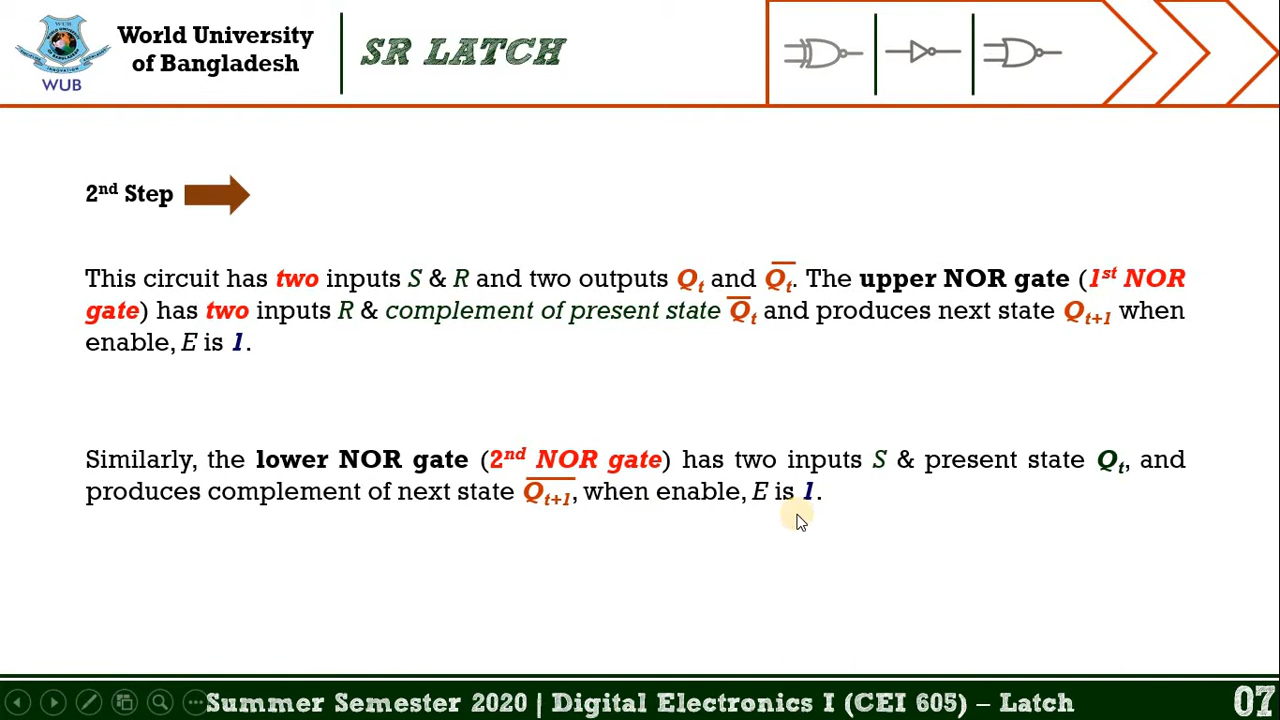 World University
of Bangladesh
WUB
SR LATCH
2nd Step
This circuit has two inputs S & R and two outputs Qt and Q̅t. The upper NOR gate (1st NOR
gate) has two inputs R & complement of present state Q̅t and produces next state Qt+1 when
enable, E is 1.
Similarly, the lower NOR gate (2nd NOR gate) has two inputs S & present state Qt, and
produces complement of next state Q̅t+1, when enable, E is 1.
Summer Semester 2020 | Digital Electronics I (CEI 605) – Latch
07